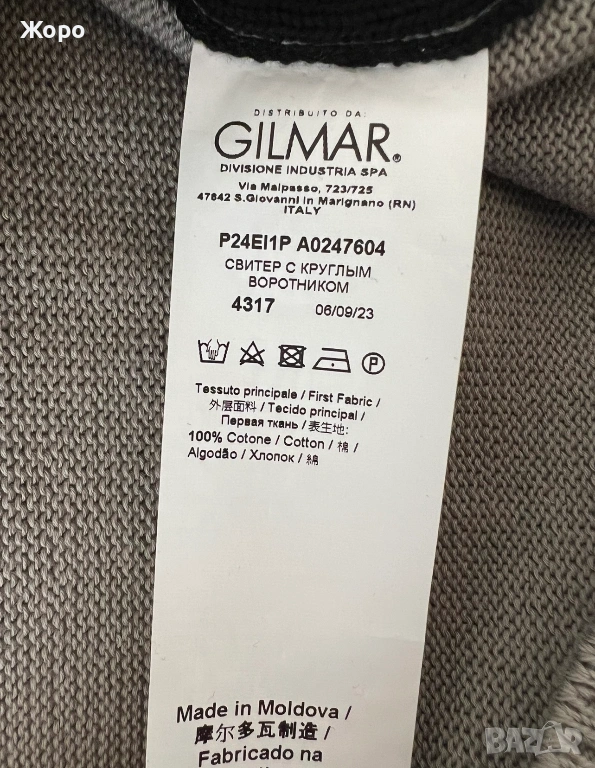 Жоро
DISTRIBUITO DA:
GILMAR®
DIVISIONE INDUSTRIA SPA
Via Malpasso, 723/725
47842 S.Giovanni in Marignano (RN)
ITALY
P24EI1P A0247604
СВИТЕР С КРУГЛЫМ
ВОРОТНИКОМ
4317 06/09/23
P
Tessuto principale / First Fabric /
外层面料 / Tecido principal /
Первая ткань / 表生地:
100% Cotone / Cotton / 棉 /
Algodão / Хлопок / 綿
Made in Moldova /
摩尔多瓦制造 /
Fabricado na
BAZAR